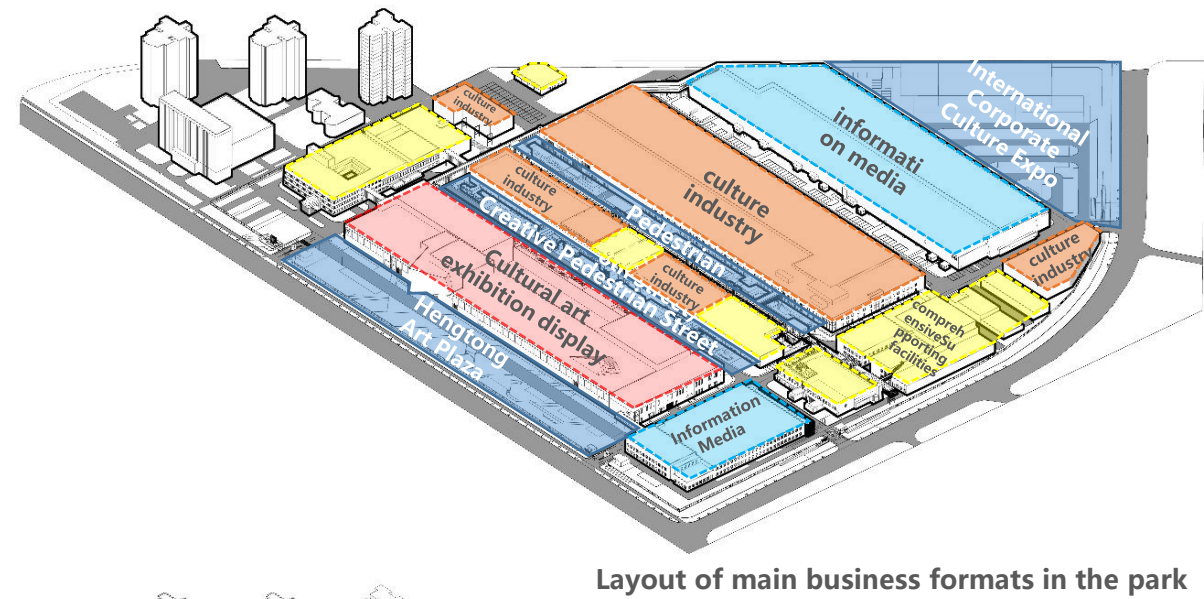 International
Corporate
Culture Expo
culture
industry
informati
on media
culture
industry
culture
industry
Pedestrian
Creative Pedestrian Street
culture
industry
culture
industry
Cultural art
exhibition display
Hengtong
Art Plaza
compreh
ensiveSu
pporting
facilities
Information
Media
Layout of main business formats in the park